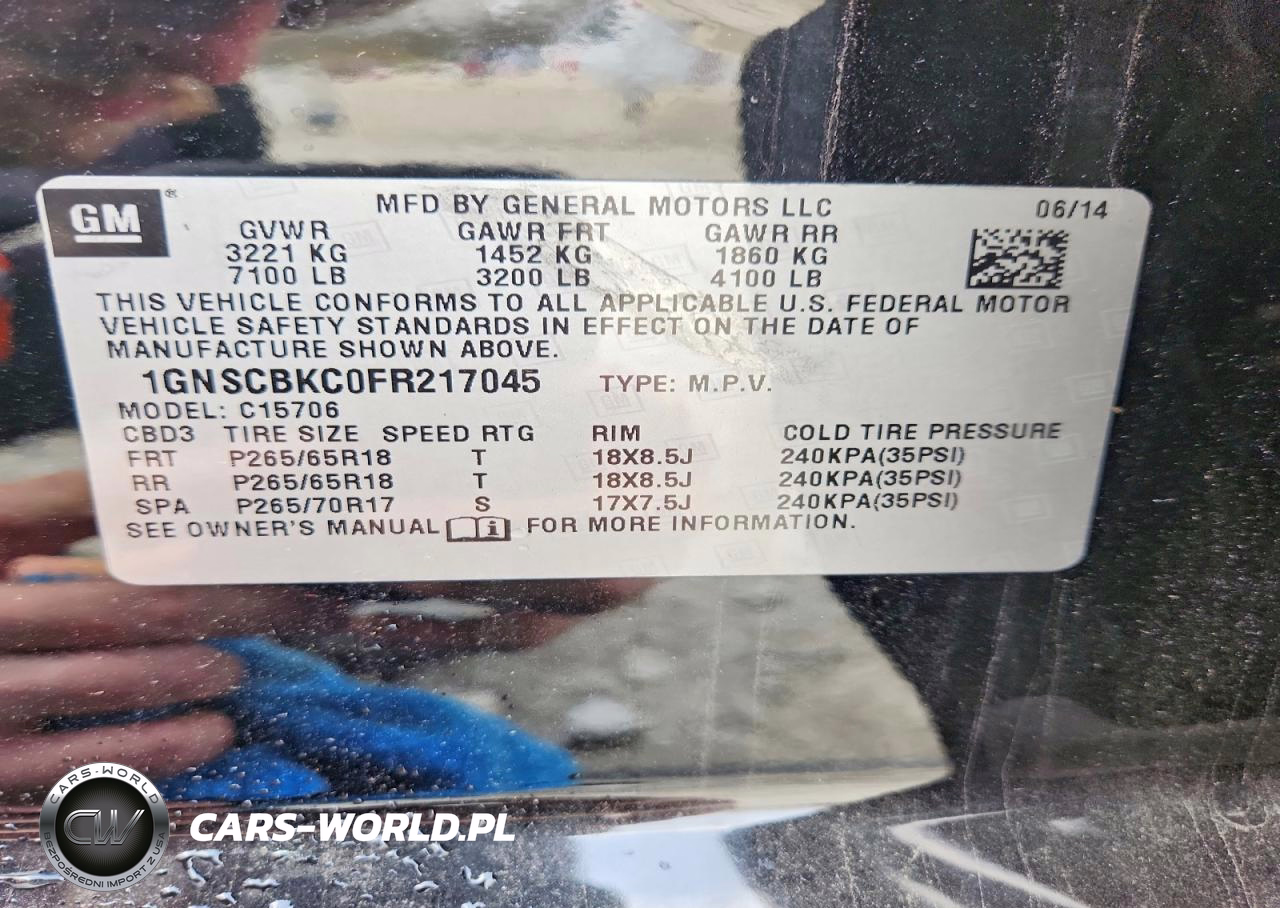 GM ®
MFD BY GENERAL MOTORS LLC 06/14
GVWR GAWR FRT GAWR RR
3221 KG 1452 KG 1860 KG
7100 LB 3200 LB 4100 LB
THIS VEHICLE CONFORMS TO ALL APPLICABLE U.S. FEDERAL MOTOR
VEHICLE SAFETY STANDARDS IN EFFECT ON THE DATE OF
MANUFACTURE SHOWN ABOVE.
1GNSCBKC0FR217045 TYPE: M.P.V.
MODEL: C15706
CBD3 TIRE SIZE SPEED RTG RIM COLD TIRE PRESSURE
FRT P265/65R18 T 18X8.5J 240KPA(35PSI)
RR P265/65R18 T 18X8.5J 240KPA(35PSI)
SPA P265/70R17 S 17X7.5J 240KPA(35PSI)
SEE OWNER'S MANUAL i FOR MORE INFORMATION.
CARS-WORLD
CW
BEZPOŚREDNI IMPORT Z USA
CARS-WORLD.PL